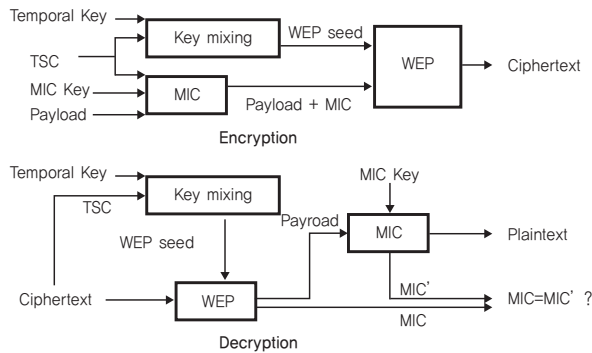 Temporal Key
Key mixing
WEP seed
TSC
WEP
Ciphertext
MIC Key
MIC
Payload
Payload + MIC
Encryption
Temporal Key
MIC Key
Key mixing
TSC
Payroad
MIC
Plaintext
WEP seed
MIC'
Ciphertext
WEP
MIC=MIC' ?
MIC
Decryption